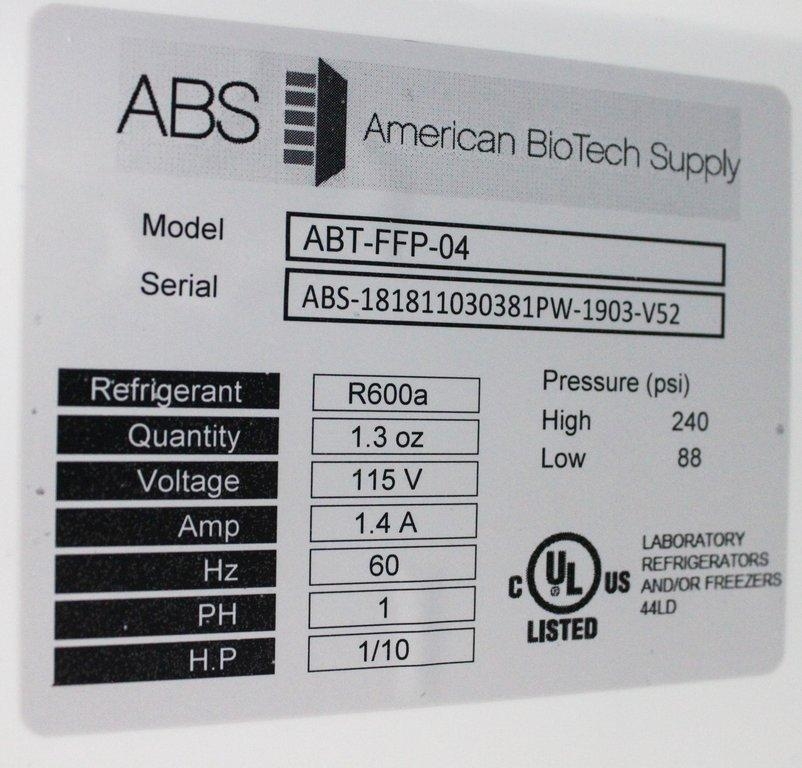 ABS American BioTech Supply
Model ABT-FFP-04
Serial ABS-181811030381PW-1903-V52
Refrigerant R600a
Quantity 1.3 oz
Voltage 115 V
Amp 1.4 A
Hz 60
PH 1
H.P 1/10
Pressure (psi)
High 240
Low 88
C UL US
LISTED
LABORATORY
REFRIGERATORS
AND/OR FREEZERS
44LD